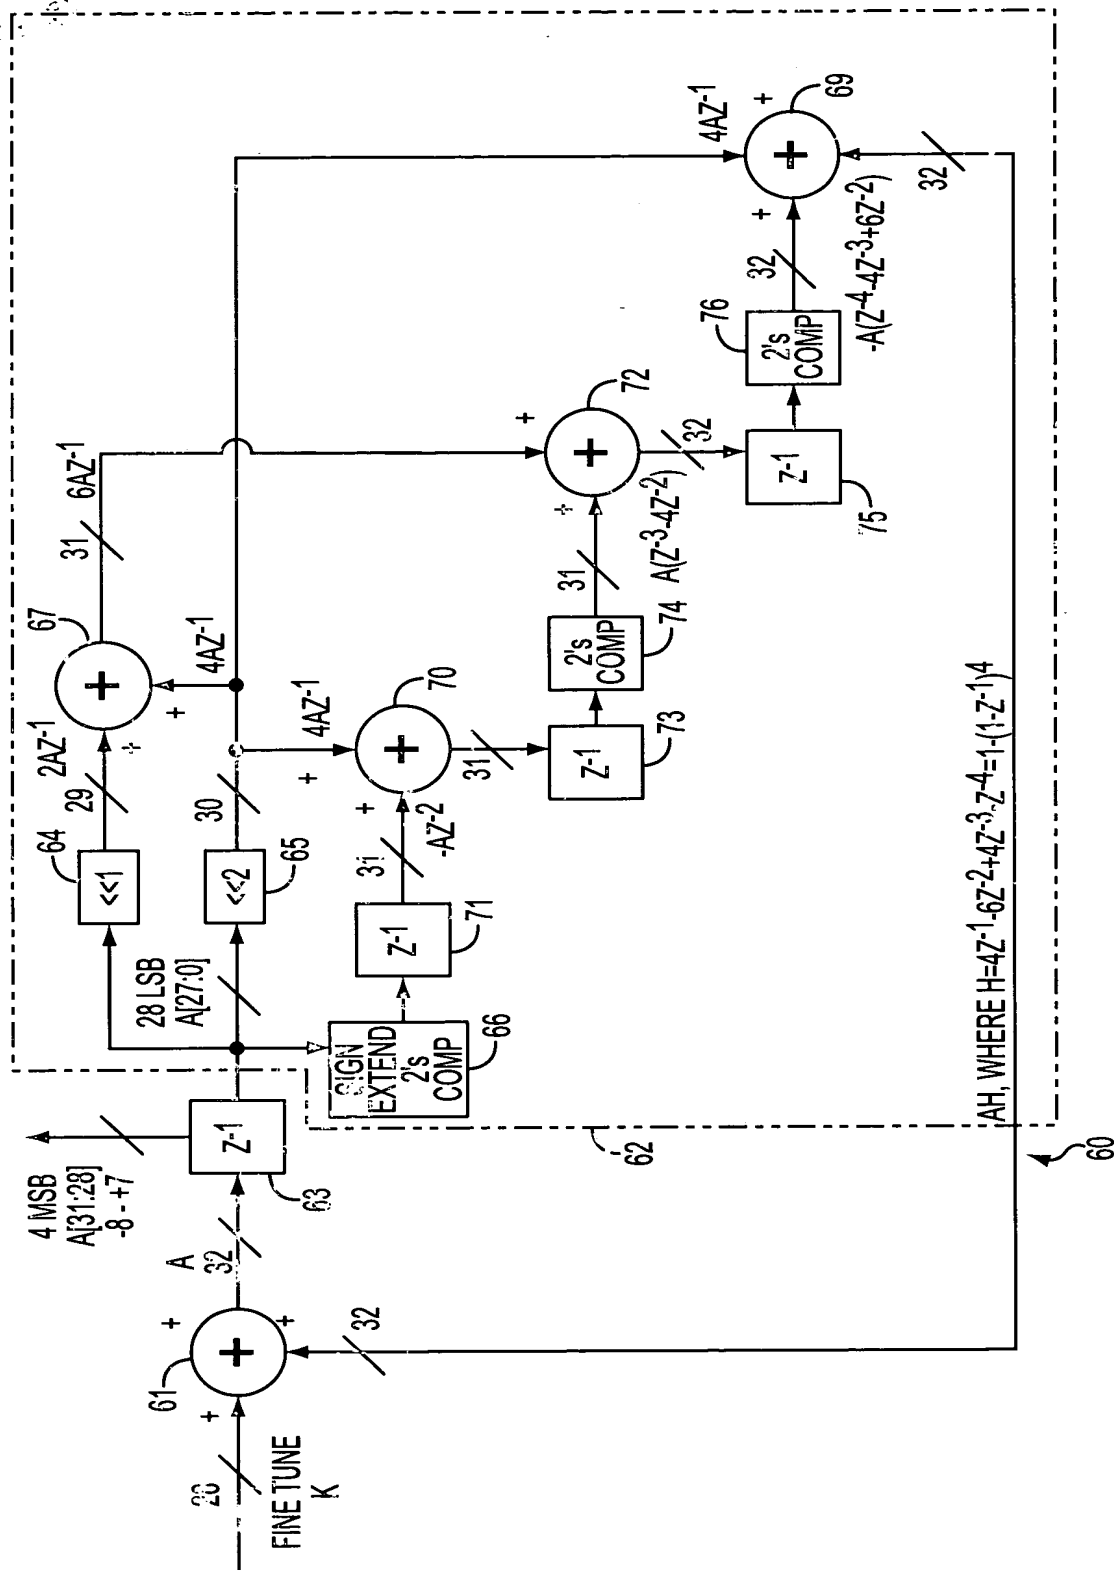 FINE TUNE
K
61
+
+
+
+
32
A
32
63
Z-1
4 MSB
A[31:28]
-8 - +7
28 LSB
A[27:0]
64
<<1
29
2AZ-1
67
+
+
31
6AZ-1
65
<<2
30
4AZ-1
+
4AZ-1
SIGN
EXTEND
2's
COMP
66
71
Z-1
31
-AZ-2
+
+
4AZ-1
+
70
31
73
Z-1
74
2's
COMP
31
+
+
72
A(Z-3-4Z-2)
32
75
Z-1
76
2's
COMP
32
-A(Z-4-4Z-3+6Z-2)
+
+
+
69
32
62
60
AH, WHERE H=4Z-1-6Z-2+4Z-3-Z-4=1-(1-Z-1)4